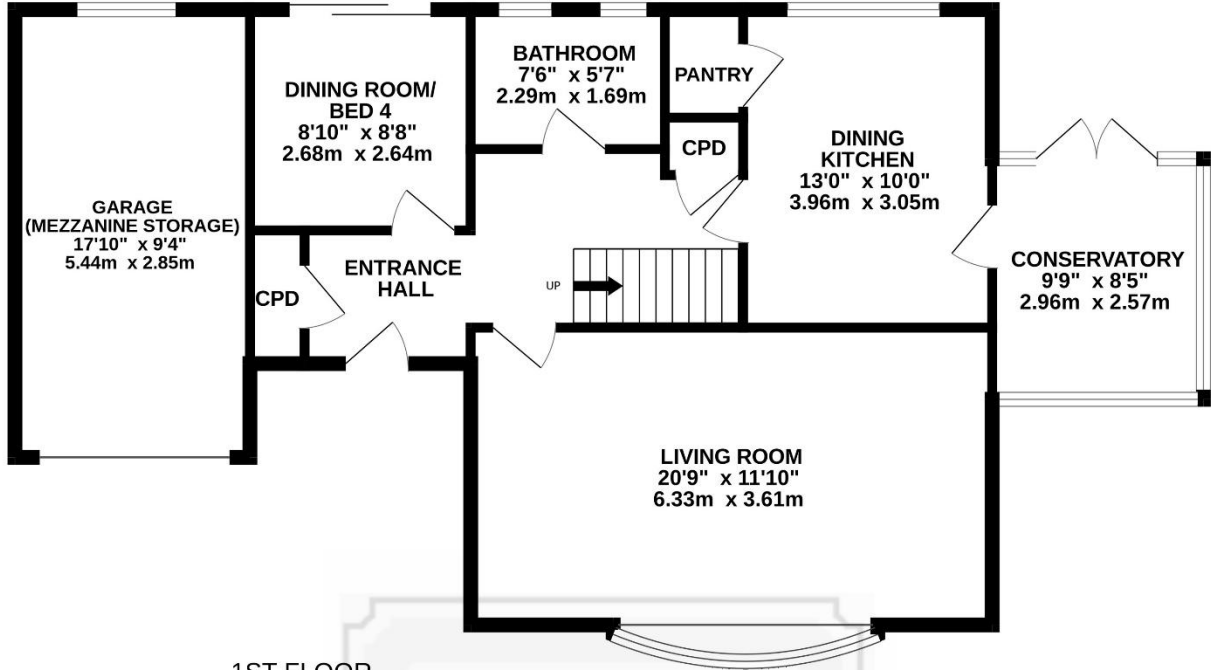 BATHROOM
7'6" x 5'7"
2.29m x 1.69m
PANTRY
DINING ROOM/
BED 4
8'10" x 8'8"
2.68m x 2.64m
DINING
KITCHEN
13'0" x 10'0"
3.96m x 3.05m
CPD
GARAGE
(MEZZANINE STORAGE)
17'10" x 9'4"
5.44m x 2.85m
ENTRANCE
HALL
CPD
UP
CONSERVATORY
9'9" x 8'5"
2.96m x 2.57m
LIVING ROOM
20'9" x 11'10"
6.33m x 3.61m
1ST FLOOR